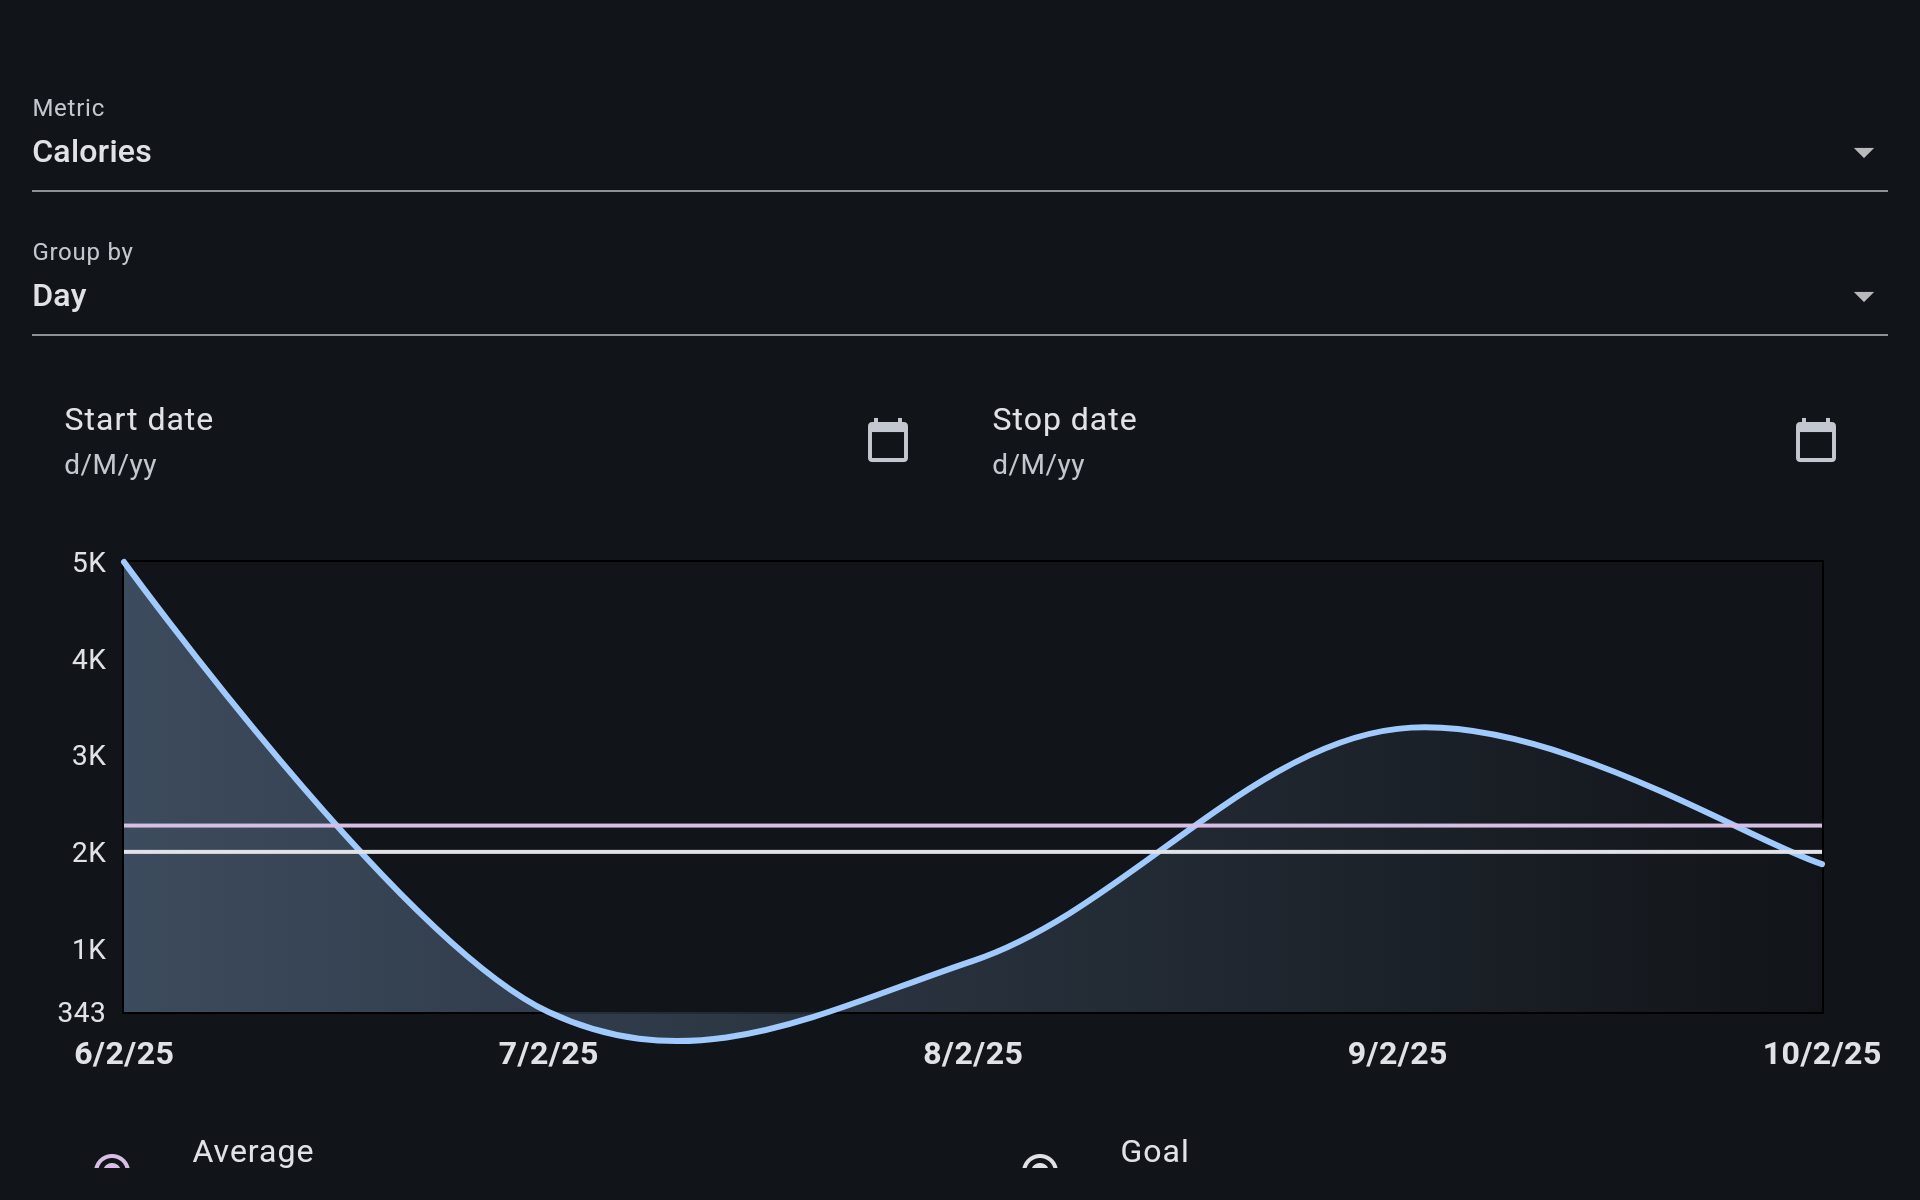 Metric
Calories
Group by
Day
Start date
d/M/yy
Stop date
d/M/yy
5K
4K
3K
2K
1K
343
6/2/25
7/2/25
8/2/25
9/2/25
10/2/25
Average
Goal